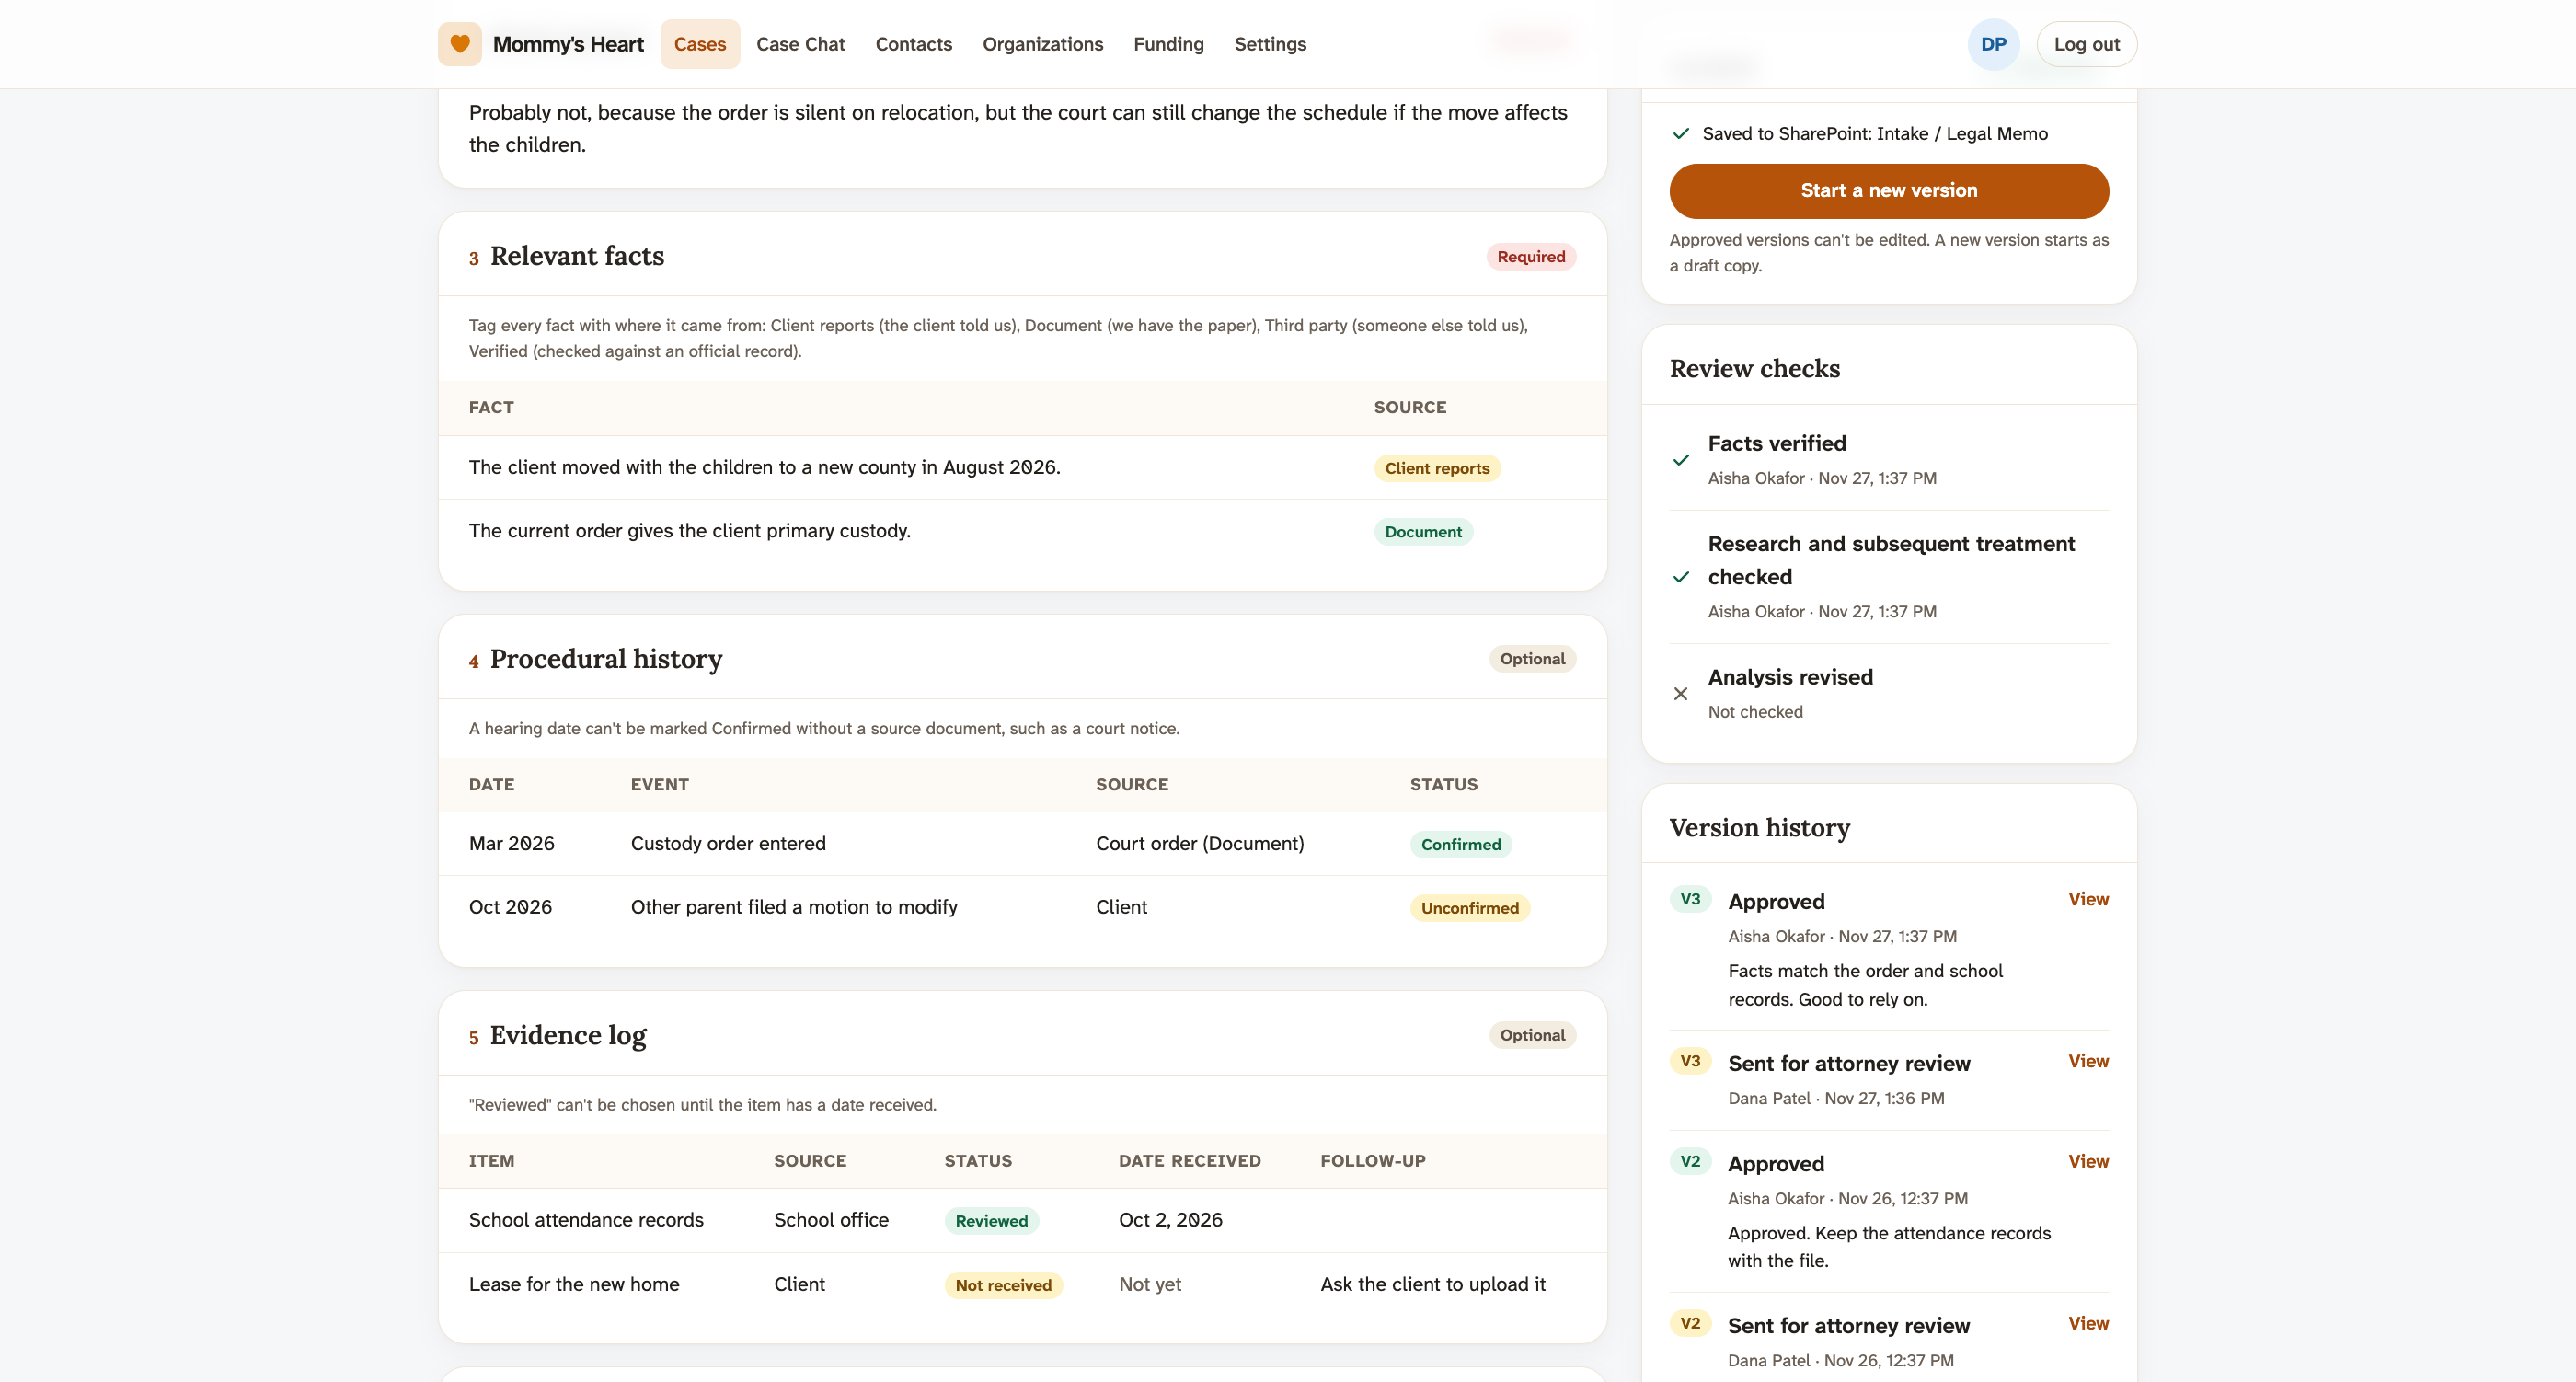 Mommy's Heart
Cases
Case Chat
Contacts
Organizations
Funding
Settings
DP
Log out
Probably not, because the order is silent on relocation, but the court can still change the schedule if the move affects
the children.
3 Relevant facts
Required
Tag every fact with where it came from: Client reports (the client told us), Document (we have the paper), Third party (someone else told us),
Verified (checked against an official record).
FACT SOURCE
The client moved with the children to a new county in August 2026. Client reports
The current order gives the client primary custody. Document
4 Procedural history
Optional
A hearing date can't be marked Confirmed without a source document, such as a court notice.
DATE EVENT SOURCE STATUS
Mar 2026 Custody order entered Court order (Document) Confirmed
Oct 2026 Other parent filed a motion to modify Client Unconfirmed
5 Evidence log
Optional
"Reviewed" can't be chosen until the item has a date received.
ITEM SOURCE STATUS DATE RECEIVED FOLLOW-UP
School attendance records School office Reviewed Oct 2, 2026
Lease for the new home Client Not received Not yet Ask the client to upload it
Saved to SharePoint: Intake / Legal Memo
Start a new version
Approved versions can't be edited. A new version starts as
a draft copy.
Review checks
Facts verified
Aisha Okafor · Nov 27, 1:37 PM
Research and subsequent treatment
checked
Aisha Okafor · Nov 27, 1:37 PM
Analysis revised
Not checked
Version history
V3 Approved View
Aisha Okafor · Nov 27, 1:37 PM
Facts match the order and school
records. Good to rely on.
V3 Sent for attorney review View
Dana Patel · Nov 27, 1:36 PM
V2 Approved View
Aisha Okafor · Nov 26, 12:37 PM
Approved. Keep the attendance records
with the file.
V2 Sent for attorney review View
Dana Patel · Nov 26, 12:37 PM